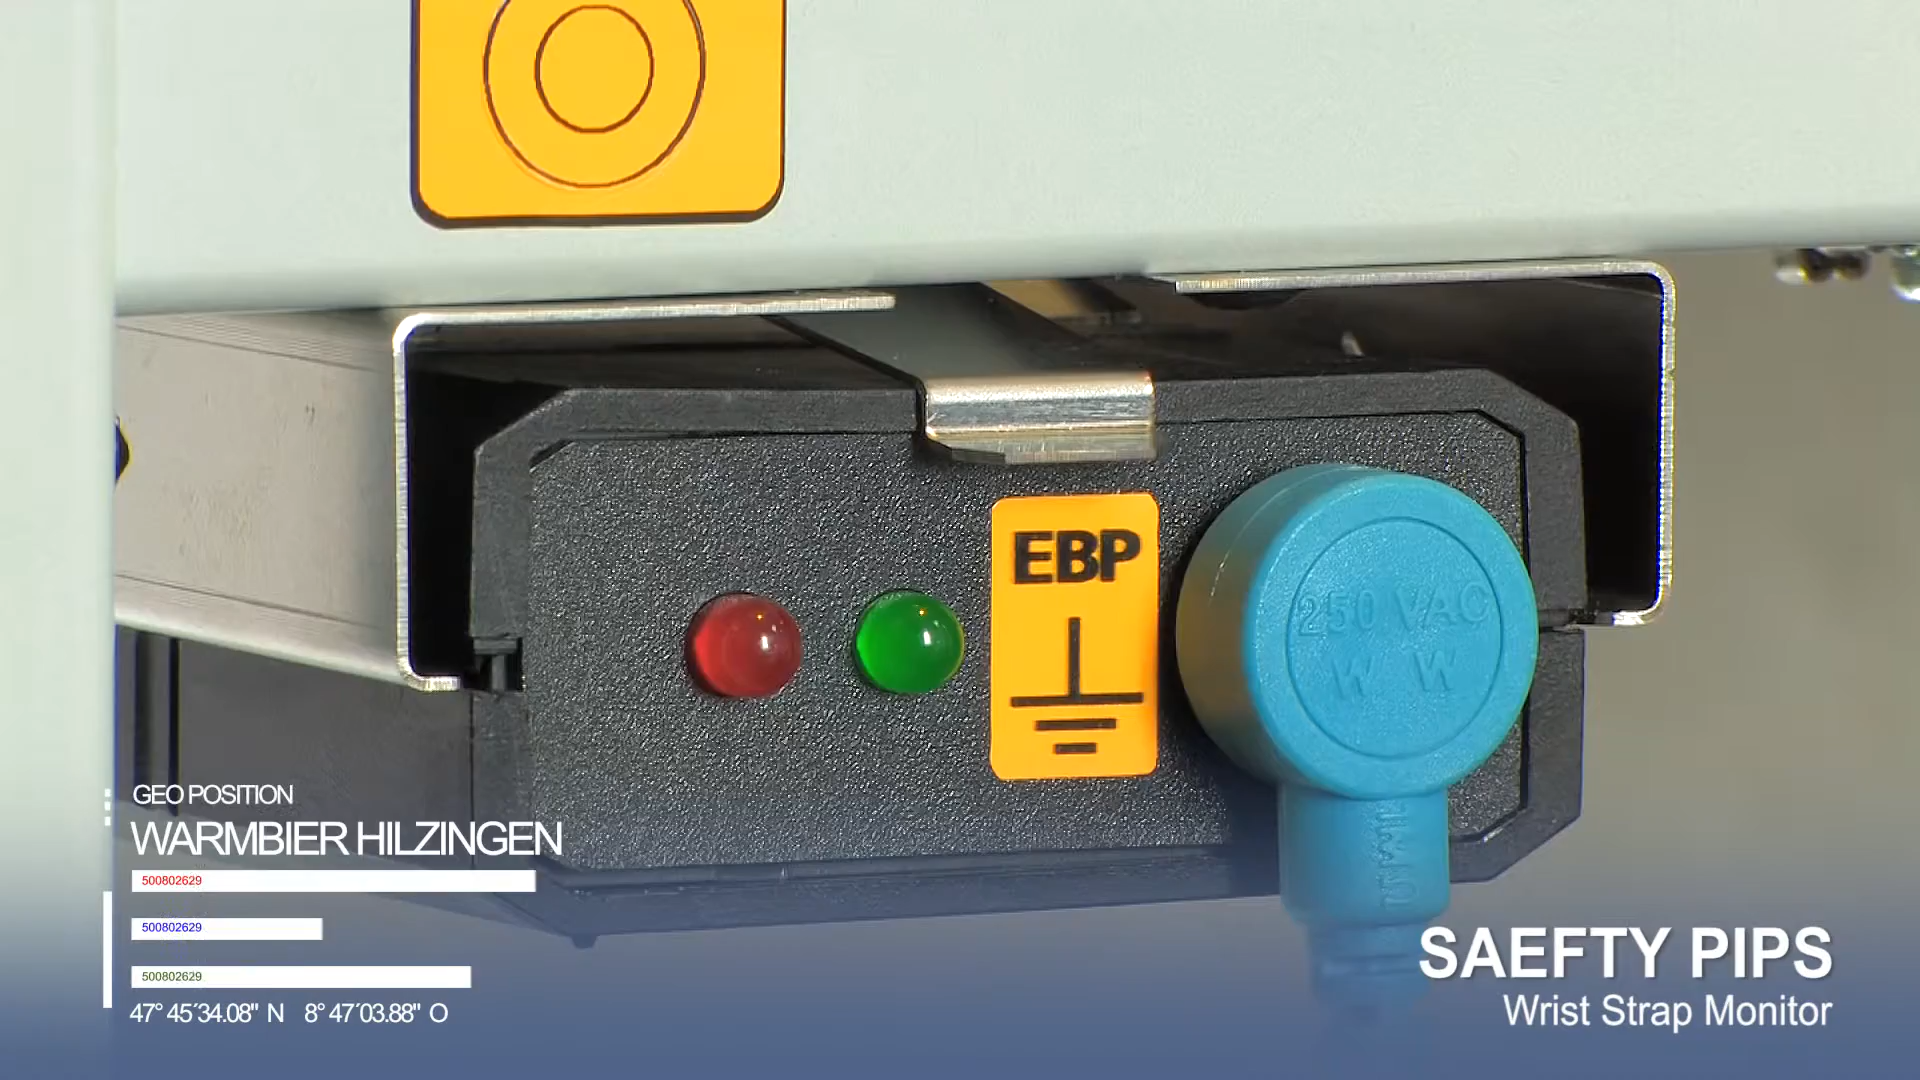 EBP
250 VAC
W W
GEO POSITION
WARMBIER HILZINGEN
500802629
500802629
500802629
47° 45´34.08" N 8° 47´03.88" O
SAEFTY PIPS
Wrist Strap Monitor